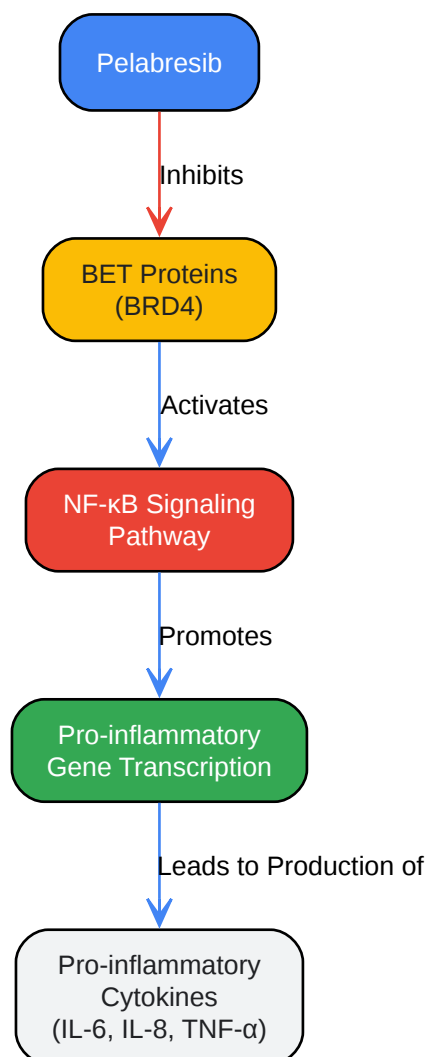 Pelabresib
Inhibits
BET Proteins
(BRD4)
Activates
NF-κB Signaling
Pathway
Promotes
Pro-inflammatory
Gene Transcription
Leads to Production of
Pro-inflammatory
Cytokines
(IL-6, IL-8, TNF-α)